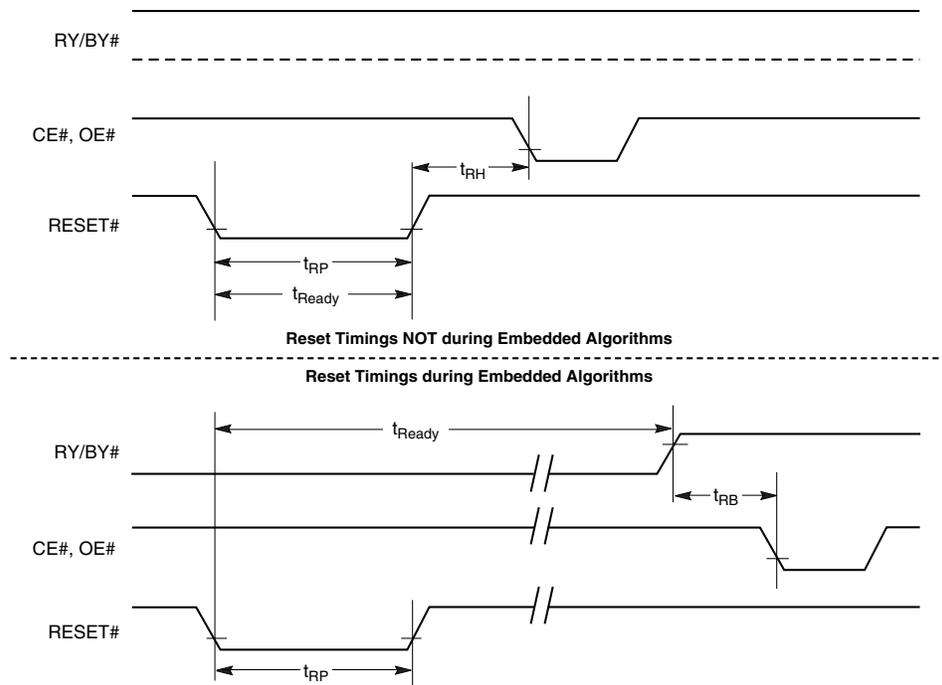 RY/BY#
CE#, OE#
tRH
RESET#
tRP
tReady
Reset Timings NOT during Embedded Algorithms
Reset Timings during Embedded Algorithms
tReady
RY/BY#
tRB
CE#, OE#
RESET#
tRP